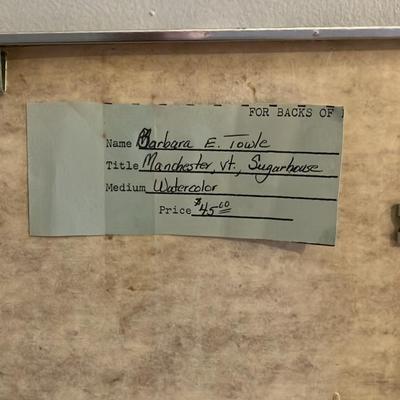 FOR BACKS OF
Name Barbara E. Towle
Title Manchester, Vt., Sugarhouse
Medium Watercolor
Price $45.00